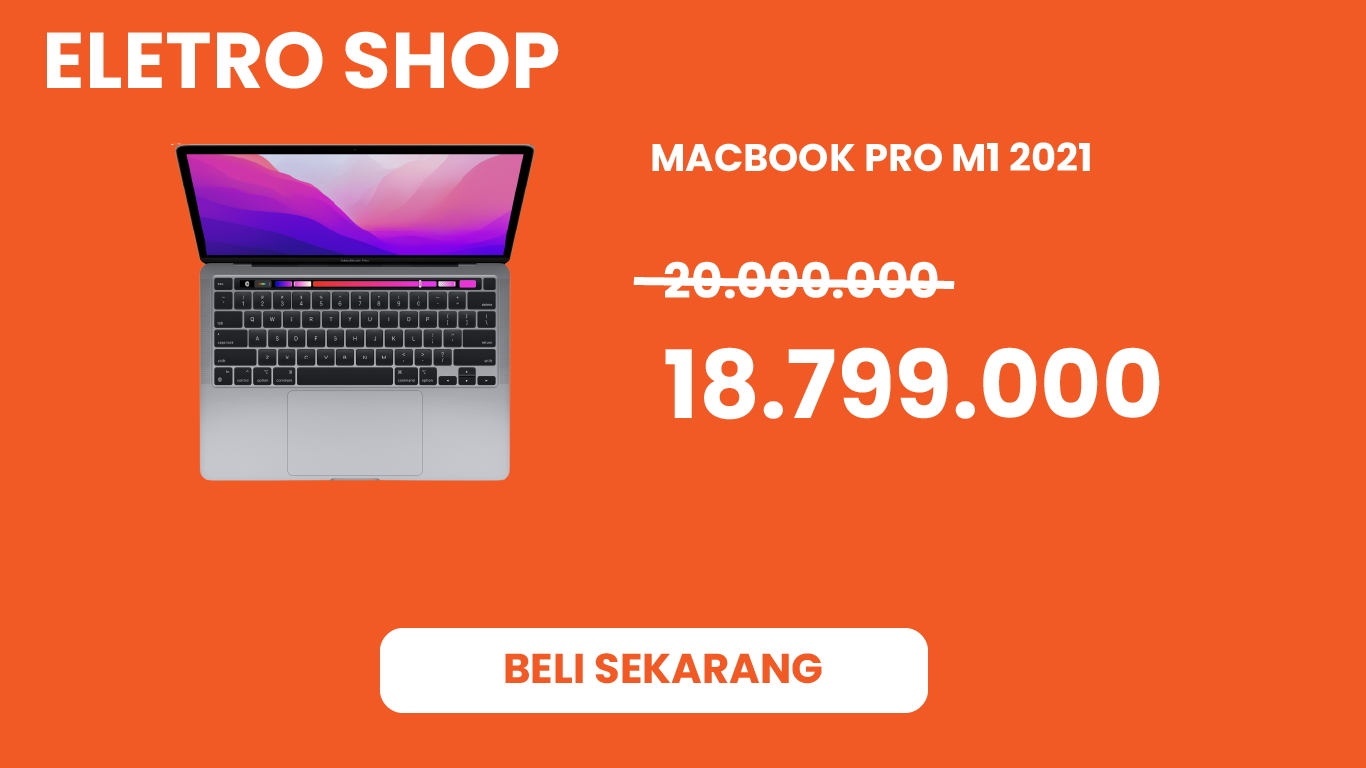 ELETRO SHOP
MACBOOK PRO M1 2021
20.000.000
18.799.000
BELI SEKARANG